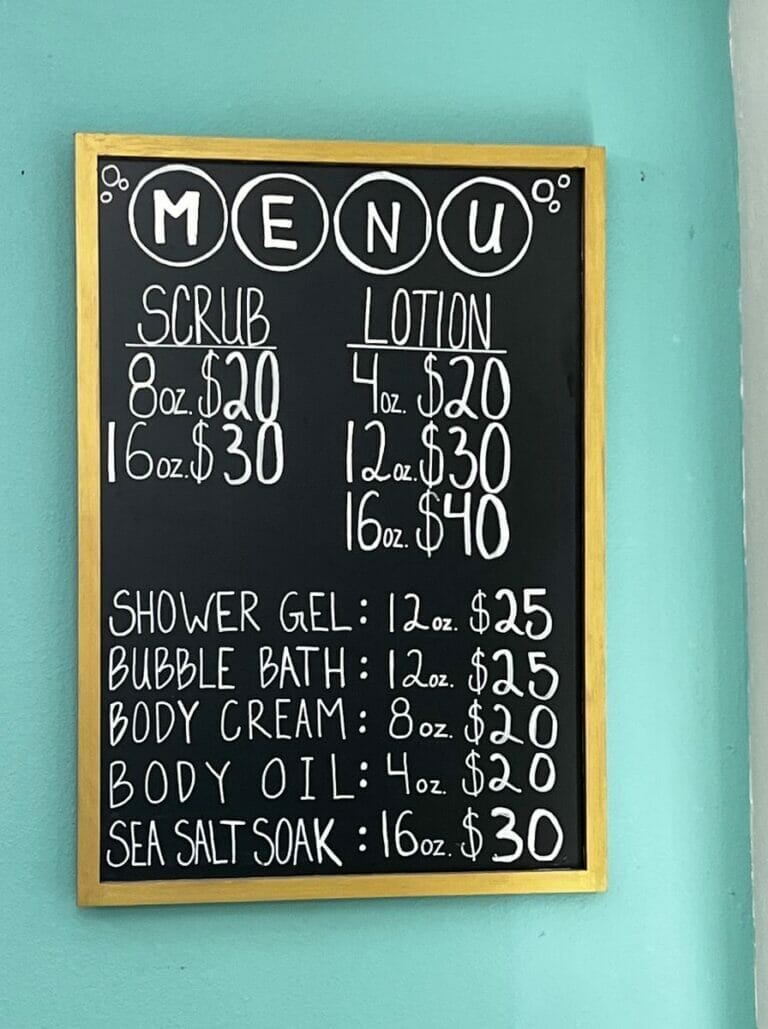 MENU
SCRUB
8oz. $20
16oz. $30
LOTION
4oz. $20
12oz. $30
16oz. $40
SHOWER GEL: 12oz. $25
BUBBLE BATH: 12oz. $25
BODY CREAM: 8oz. $20
BODY OIL: 4oz. $20
SEA SALT SOAK: 16oz. $30